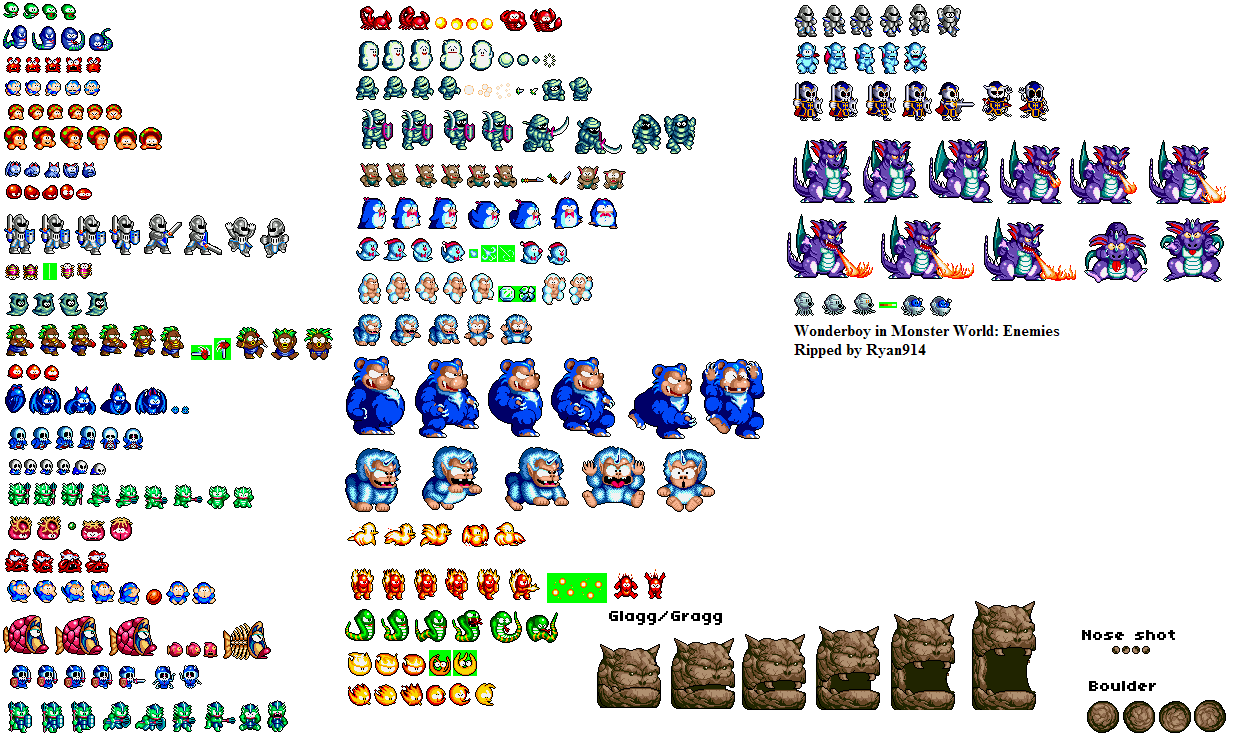 Wonderboy in Monster World: Enemies
Ripped by Ryan914
Glagg/Gragg
Nose shot
Boulder